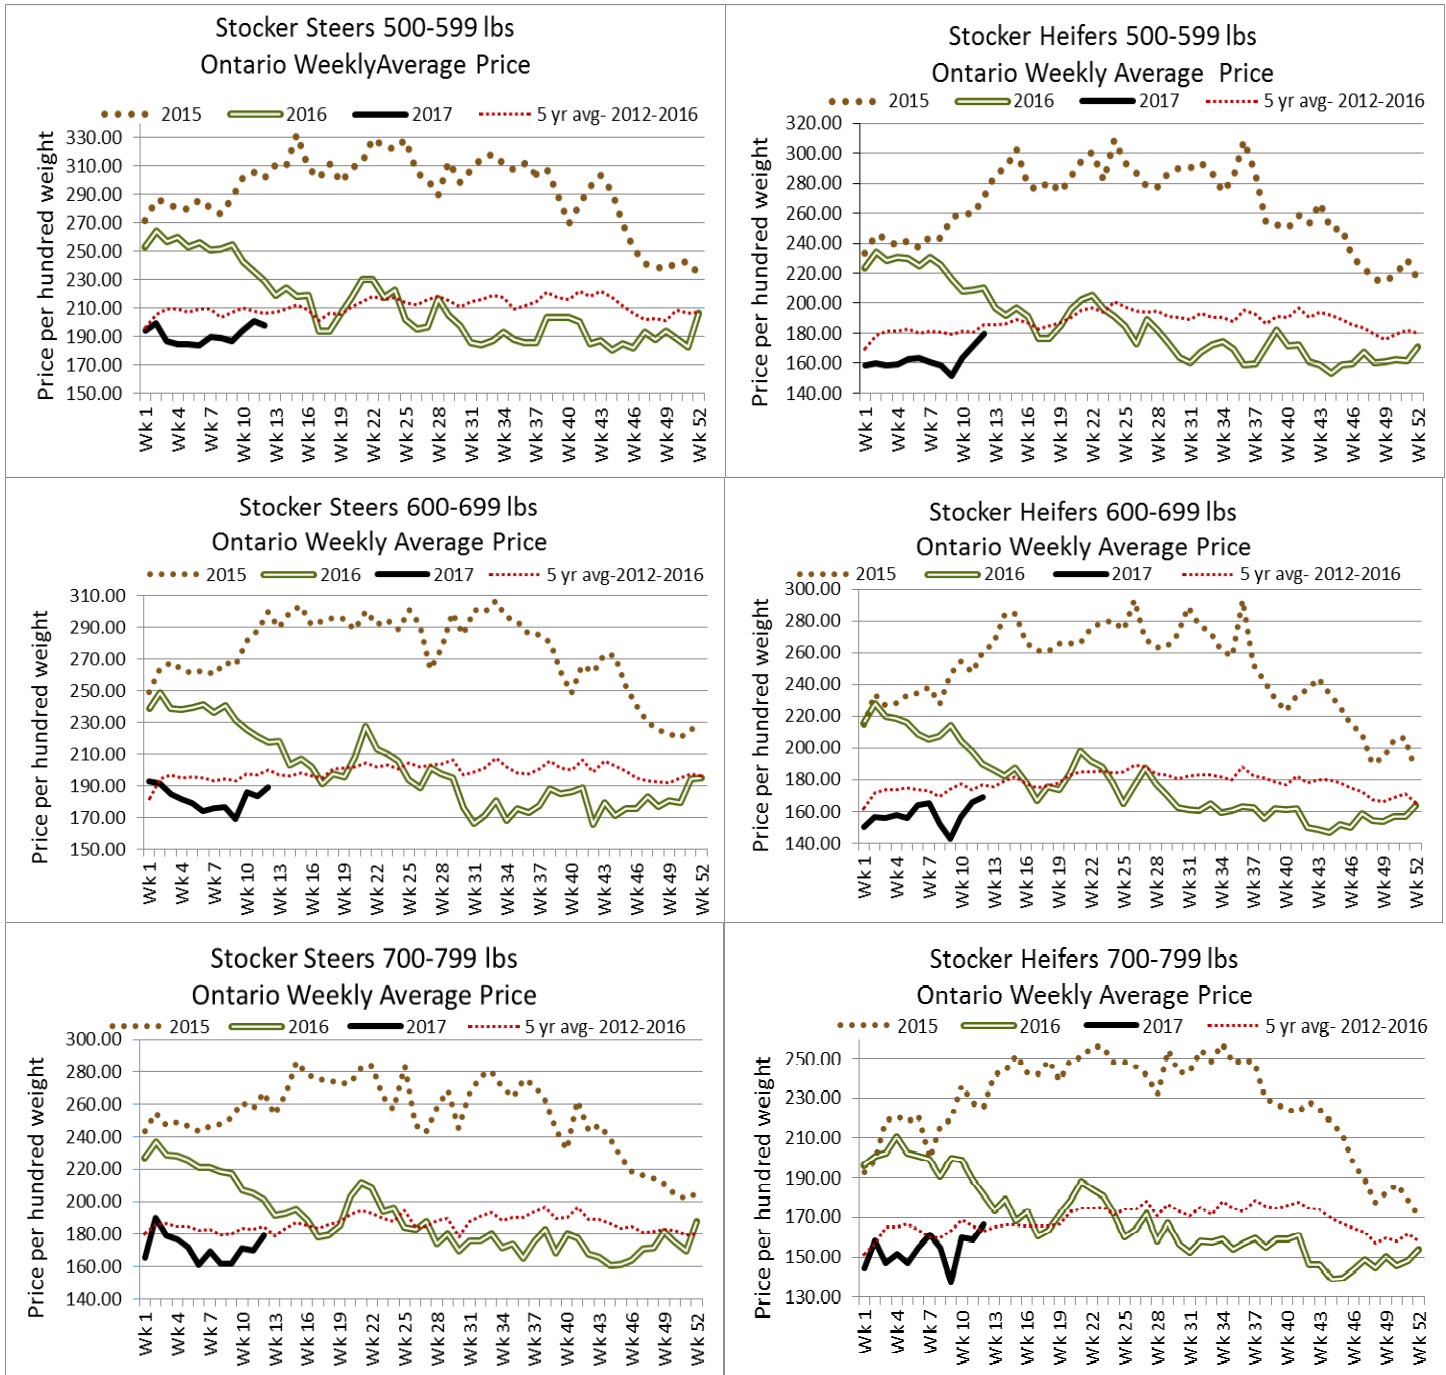 Stocker Steers 500-599 lbs
Ontario WeeklyAverage Price
2015 2016 2017 5 yr avg- 2012-2016
Price per hundred weight
330.00
310.00
290.00
270.00
250.00
230.00
210.00
190.00
170.00
150.00
Wk 1 Wk 4 Wk 7 Wk 10 Wk 13 Wk 16 Wk 19 Wk 22 Wk 25 Wk 28 Wk 31 Wk 34 Wk 37 Wk 40 Wk 43 Wk 46 Wk 49 Wk 52
Stocker Heifers 500-599 lbs
Ontario Weekly Average Price
2015 2016 2017 5 yr avg- 2012-2016
Price per hundred weight
320.00
300.00
280.00
260.00
240.00
220.00
200.00
180.00
160.00
140.00
Wk 1 Wk 4 Wk 7 Wk 10 Wk 13 Wk 16 Wk 19 Wk 22 Wk 25 Wk 28 Wk 31 Wk 34 Wk 37 Wk 40 Wk 43 Wk 46 Wk 49 Wk 52
Stocker Steers 600-699 lbs
Ontario Weekly Average Price
2015 2016 2017 5 yr avg-2012-2016
Price per hundred weight
310.00
290.00
270.00
250.00
230.00
210.00
190.00
170.00
150.00
Wk 1 Wk 4 Wk 7 Wk 10 Wk 13 Wk 16 Wk 19 Wk 22 Wk 25 Wk 28 Wk 31 Wk 34 Wk 37 Wk 40 Wk 43 Wk 46 Wk 49 Wk 52
Stocker Heifers 600-699 lbs
Ontario Weekly Average Price
2015 2016 2017 5 yr avg- 2012-2016
Price per hundred weight
300.00
280.00
260.00
240.00
220.00
200.00
180.00
160.00
140.00
Wk 1 Wk 4 Wk 7 Wk 10 Wk 13 Wk 16 Wk 19 Wk 22 Wk 25 Wk 28 Wk 31 Wk 34 Wk 37 Wk 40 Wk 43 Wk 46 Wk 49 Wk 52
Stocker Steers 700-799 lbs
Ontario Weekly Average Price
2015 2016 2017 5 yr avg- 2012-2016
Price per hundred weight
300.00
280.00
260.00
240.00
220.00
200.00
180.00
160.00
140.00
Wk 1 Wk 4 Wk 7 Wk 10 Wk 13 Wk 16 Wk 19 Wk 22 Wk 25 Wk 28 Wk 31 Wk 34 Wk 37 Wk 40 Wk 43 Wk 46 Wk 49 Wk 52
Stocker Heifers 700-799 lbs
Ontario Weekly Average Price
2015 2016 2017 5 yr avg- 2012-2016
Price per hundred weight
250.00
230.00
210.00
190.00
170.00
150.00
130.00
Wk 1 Wk 4 Wk 7 Wk 10 Wk 13 Wk 16 Wk 19 Wk 22 Wk 25 Wk 28 Wk 31 Wk 34 Wk 37 Wk 40 Wk 43 Wk 46 Wk 49 Wk 52